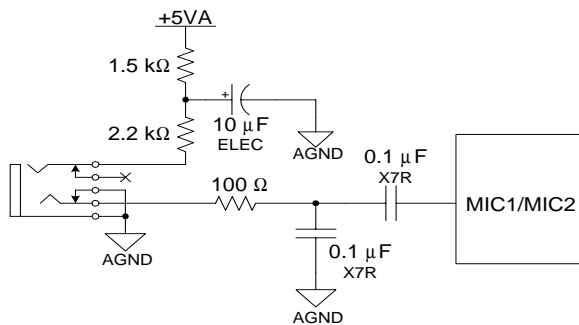 +5VA
1.5 kΩ
2.2 kΩ
+
10 μF
ELEC
AGND
0.1 μF
X7R
MIC1/MIC2
100 Ω
AGND
0.1 μF
X7R
AGND